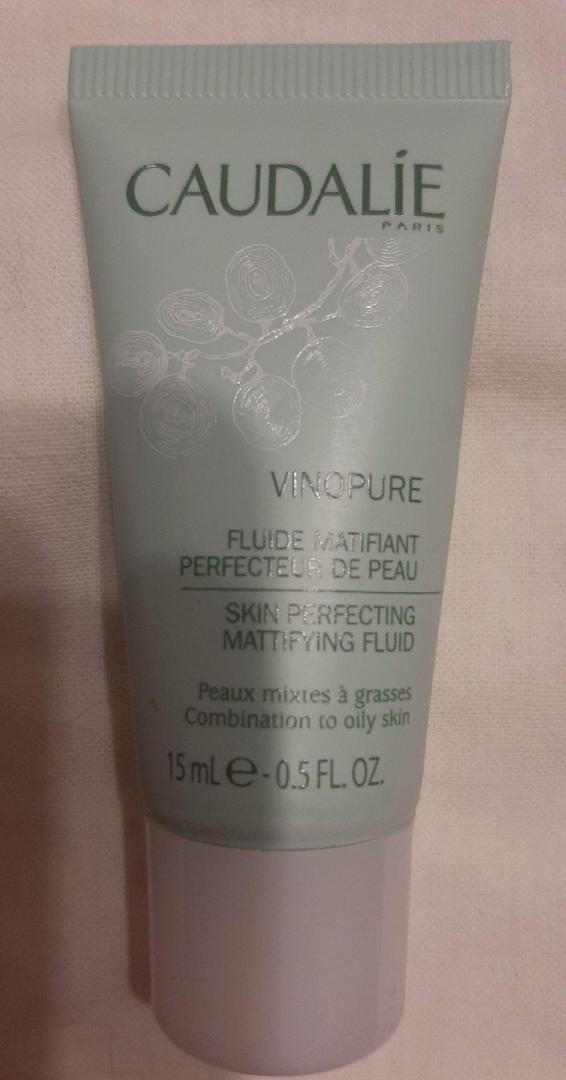 CAUDALÍE
PARIS
VINOPURE
FLUIDE MATIFIANT
PERFECTEUR DE PEAU
SKIN PERFECTING
MATTIFYING FLUID
Peaux mixtes à grasses
Combination to oily skin
15 mL ℮ - 0.5 FL. OZ.